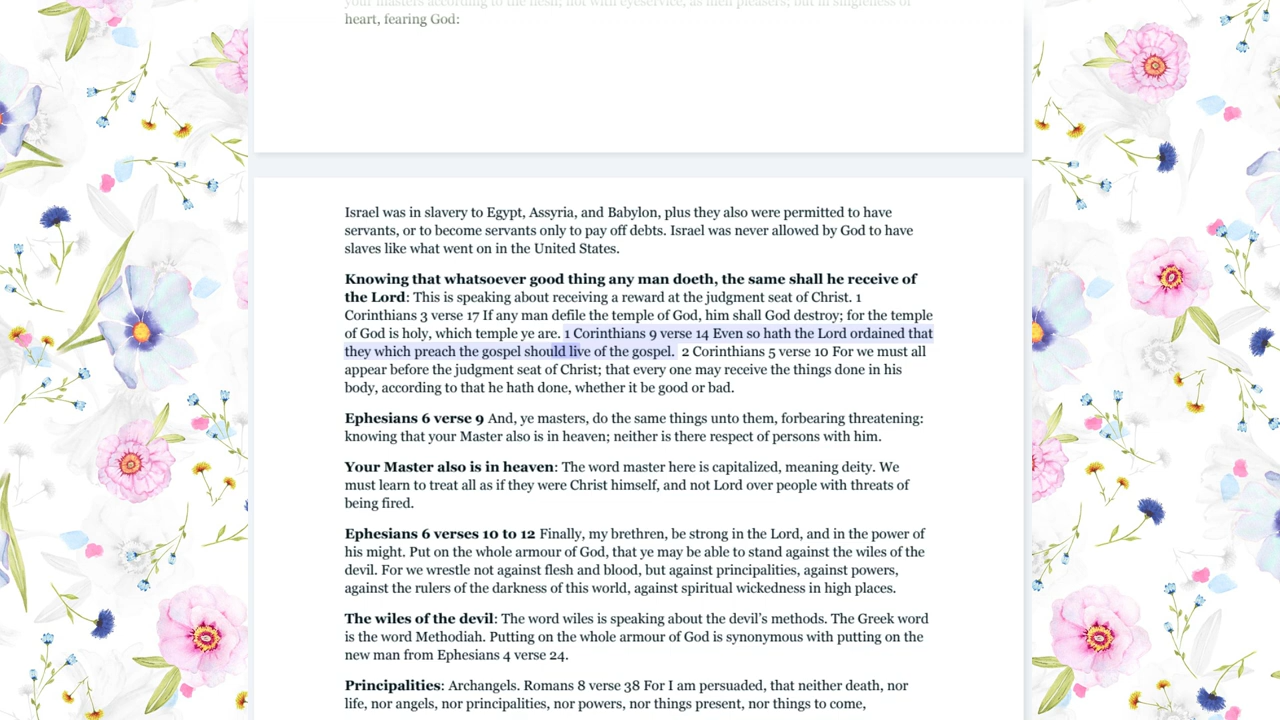 your masters according to the flesh, not with eyeservice, as men pleasers; but in singleness of
heart, fearing God:
Israel was in slavery to Egypt, Assyria, and Babylon, plus they also were permitted to have
servants, or to become servants only to pay off debts. Israel was never allowed by God to have
slaves like what went on in the United States.
Knowing that whatsoever good thing any man doeth, the same shall he receive of
the Lord: This is speaking about receiving a reward at the judgment seat of Christ. 1
Corinthians 3 verse 17 If any man defile the temple of God, him shall God destroy; for the temple
of God is holy, which temple ye are. 1 Corinthians 9 verse 14 Even so hath the Lord ordained that
they which preach the gospel should live of the gospel. 2 Corinthians 5 verse 10 For we must all
appear before the judgment seat of Christ; that every one may receive the things done in his
body, according to that he hath done, whether it be good or bad.
Ephesians 6 verse 9 And, ye masters, do the same things unto them, forbearing threatening:
knowing that your Master also is in heaven; neither is there respect of persons with him.
Your Master also is in heaven: The word master here is capitalized, meaning deity. We
must learn to treat all as if they were Christ himself, and not Lord over people with threats of
being fired.
Ephesians 6 verses 10 to 12 Finally, my brethren, be strong in the Lord, and in the power of
his might. Put on the whole armour of God, that ye may be able to stand against the wiles of the
devil. For we wrestle not against flesh and blood, but against principalities, against powers,
against the rulers of the darkness of this world, against spiritual wickedness in high places.
The wiles of the devil: The word wiles is speaking about the devil’s methods. The Greek word
is the word Methodiah. Putting on the whole armour of God is synonymous with putting on the
new man from Ephesians 4 verse 24.
Principalities: Archangels. Romans 8 verse 38 For I am persuaded, that neither death, nor
life, nor angels, nor principalities, nor powers, nor things present, nor things to come,